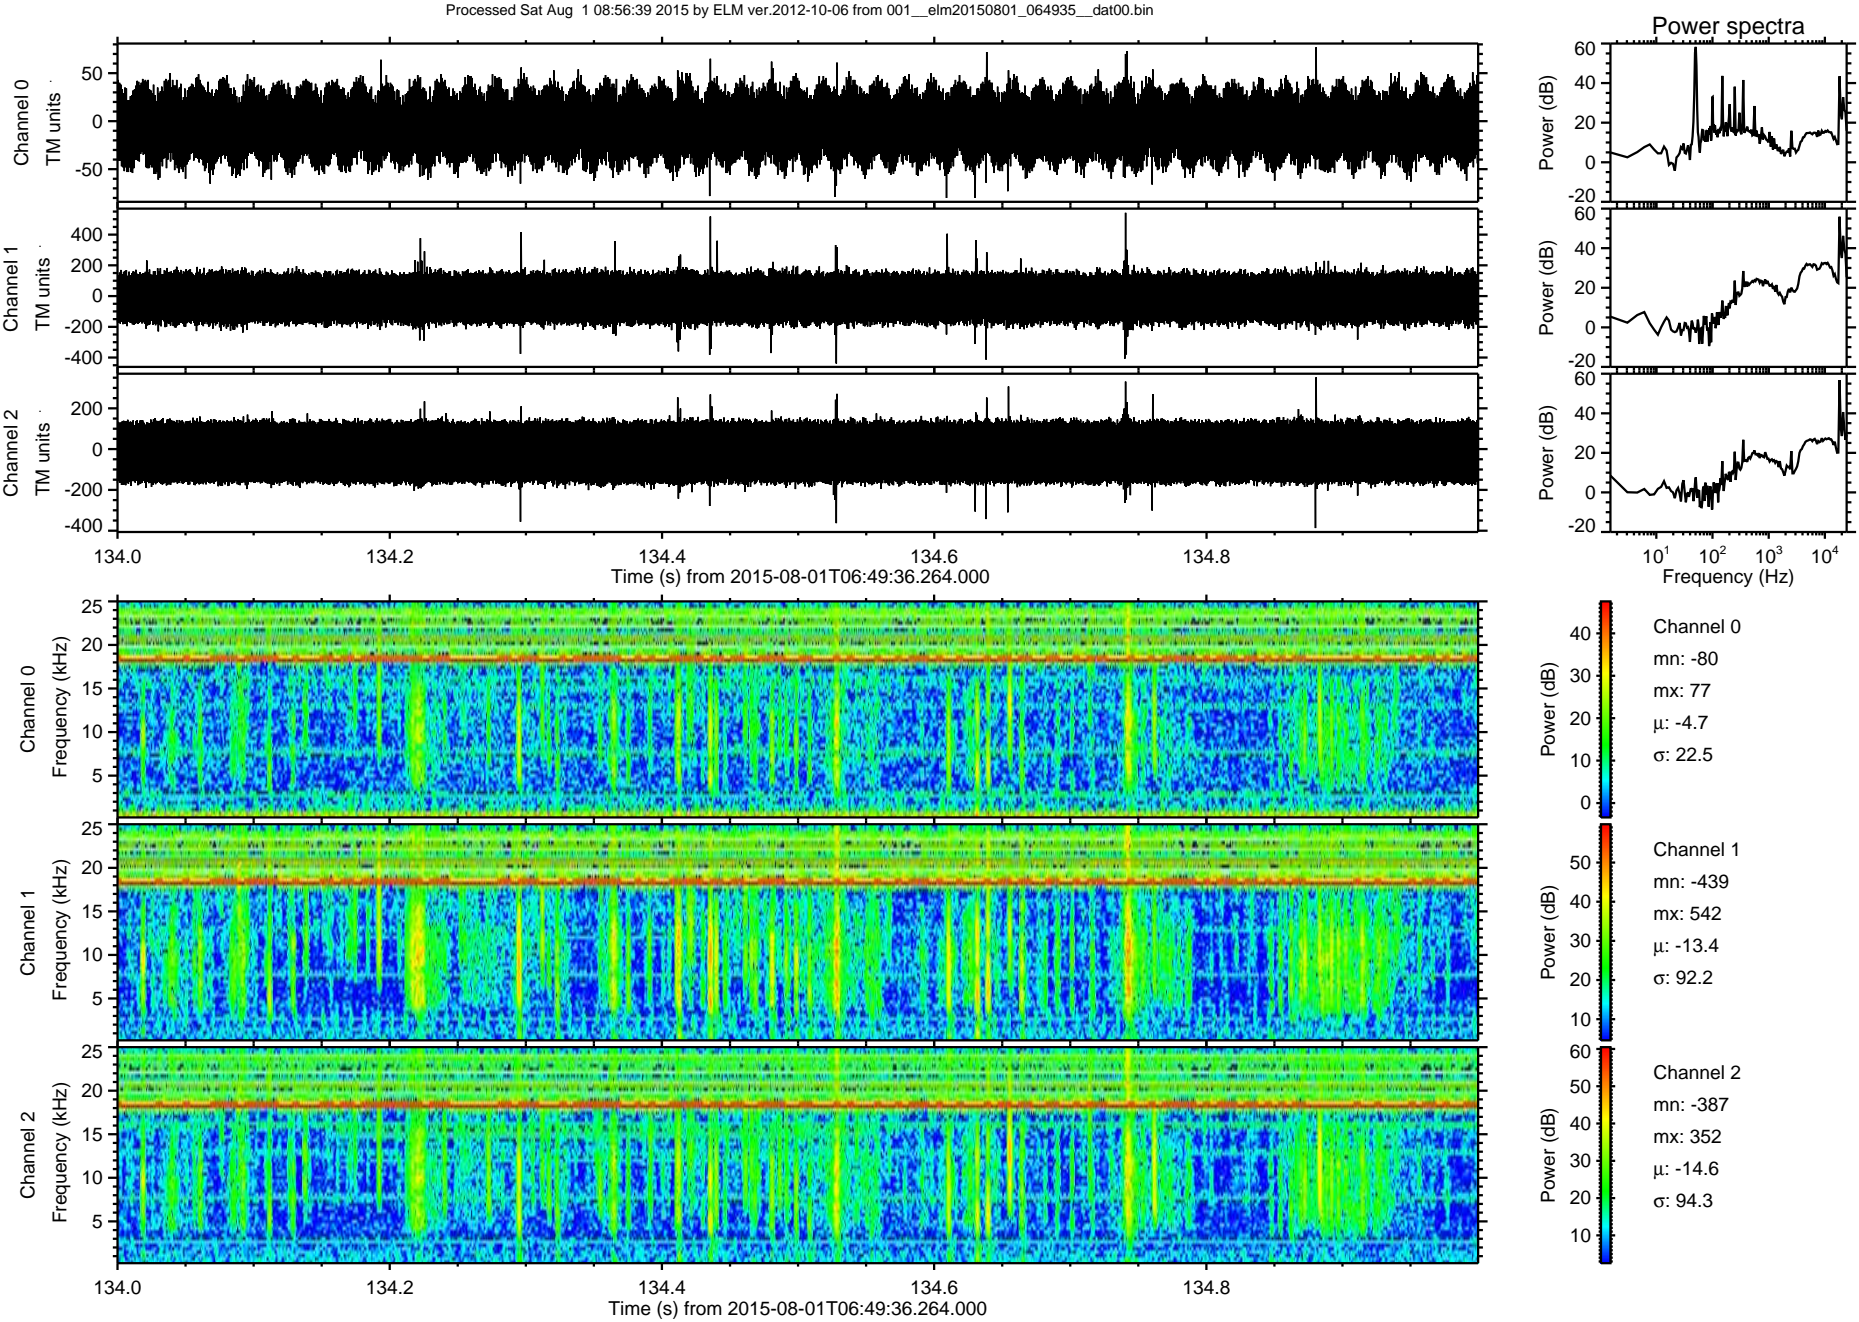 Processed Sat Aug  1 08:56:39 2015 by ELM ver.2012-10-06 from 001__elm20150801_064935__dat00.bin
Power spectra
Channel 0
TM units
50
0
-50
Power (dB)
60
40
20
0
-20
Channel 1
TM units
400
200
0
-200
-400
Power (dB)
60
40
20
0
-20
Channel 2
TM units
200
0
-200
-400
Power (dB)
60
40
20
0
-20
134.0 134.2 134.4 134.6 134.8
Time (s) from 2015-08-01T06:49:36.264.000
10^1 10^2 10^3 10^4
Frequency (Hz)
Channel 0
Frequency (kHz)
25
20
15
10
5
Power (dB)
40
30
20
10
0
Channel 0
mn: -80
mx: 77
μ: -4.7
σ: 22.5
Channel 1
Frequency (kHz)
25
20
15
10
5
Power (dB)
50
40
30
20
10
Channel 1
mn: -439
mx: 542
μ: -13.4
σ: 92.2
Channel 2
Frequency (kHz)
25
20
15
10
5
Power (dB)
60
50
40
30
20
10
Channel 2
mn: -387
mx: 352
μ: -14.6
σ: 94.3
134.0 134.2 134.4 134.6 134.8
Time (s) from 2015-08-01T06:49:36.264.000